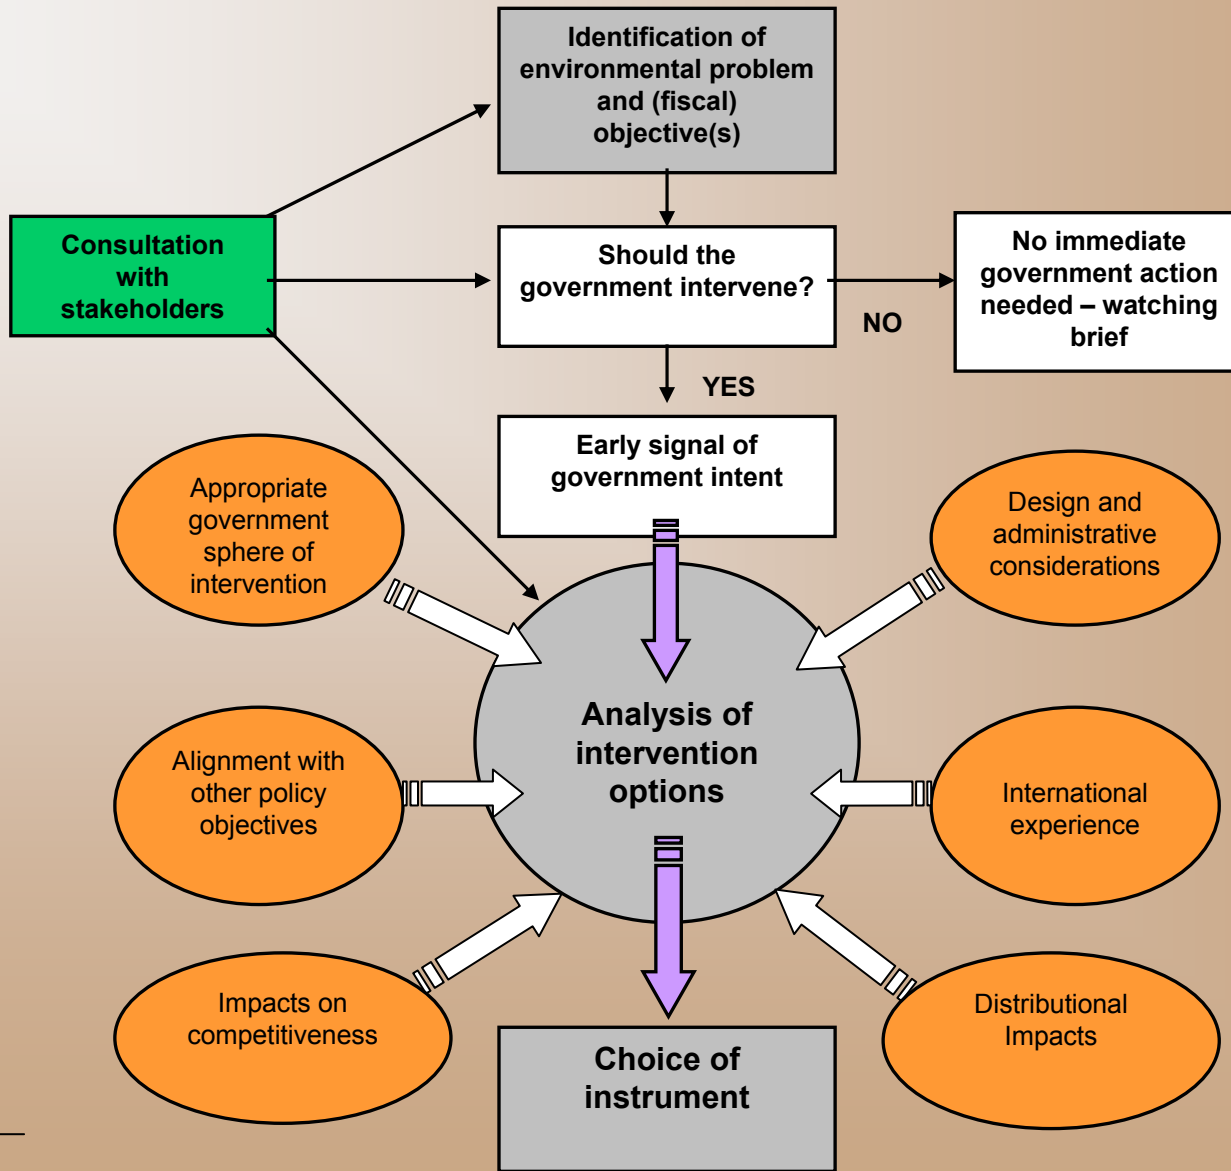 Identification of
environmental problem
and (fiscal)
objective(s)
Consultation
with
stakeholders
Should the
government intervene?
NO
No immediate
government action
needed – watching
brief
YES
Early signal of
government intent
Appropriate
government
sphere of
intervention
Design and
administrative
considerations
Analysis of
intervention
options
Alignment with
other policy
objectives
International
experience
Impacts on
competitiveness
Distributional
Impacts
Choice of
instrument